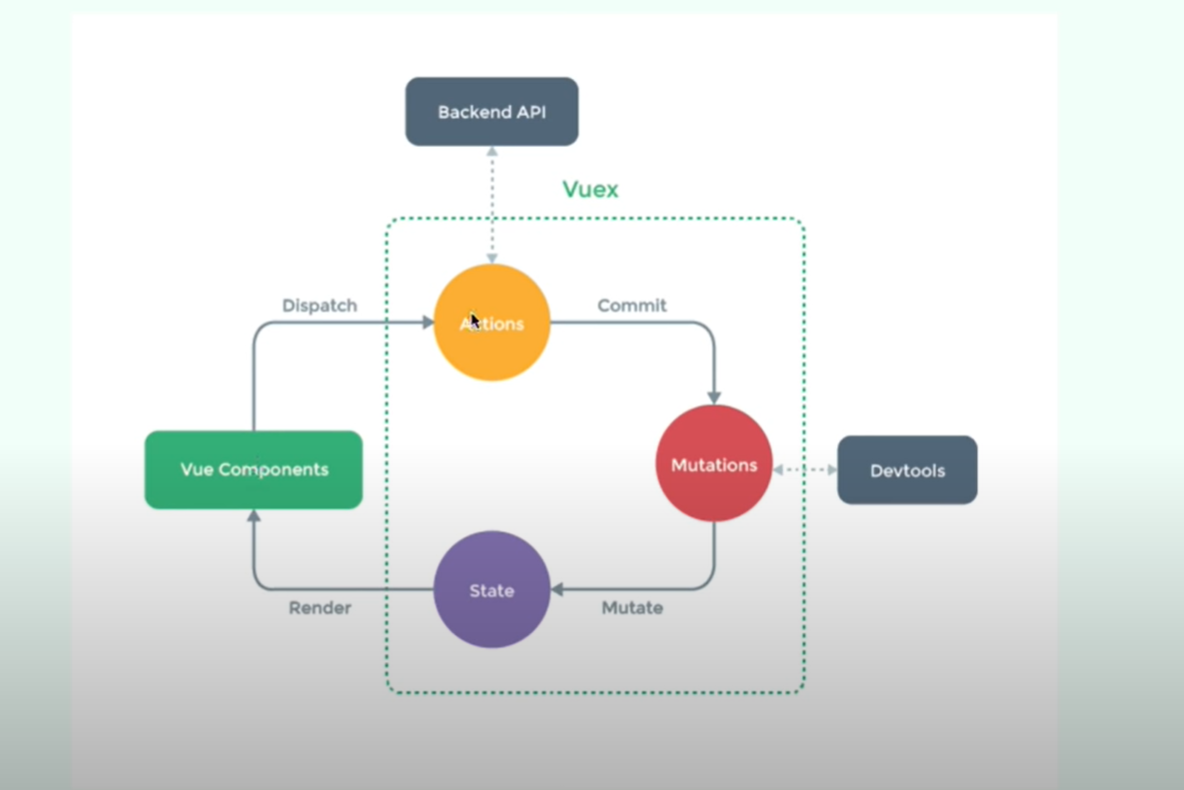 Backend API
Vuex
Dispatch
Commit
Actions
Vue Components
Mutations
Devtools
State
Render
Mutate